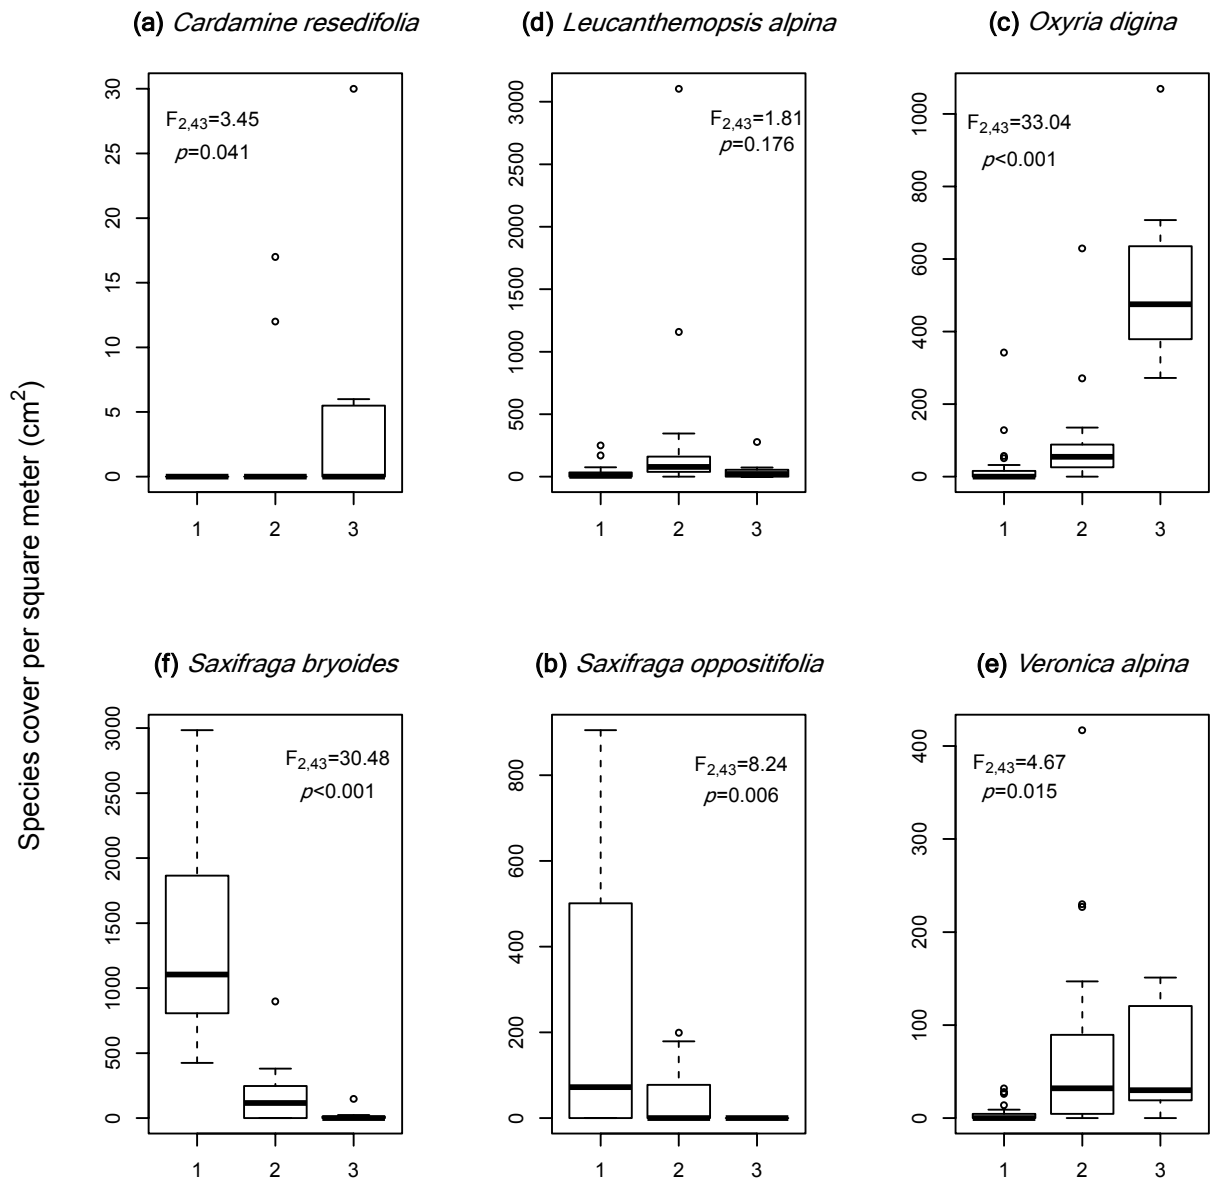 (a) Cardamine resedifolia
(d) Leucanthemopsis alpina
(c) Oxyria digina
Species cover per square meter (cm²)
30
25
20
15
10
5
0
F2,43=3.45
p=0.041
1 2 3
3000
2500
2000
1500
1000
500
0
F2,43=1.81
p=0.176
1 2 3
1000
800
600
400
200
0
F2,43=33.04
p<0.001
1 2 3
(f) Saxifraga bryoides
(b) Saxifraga oppositifolia
(e) Veronica alpina
3000
2500
2000
1500
1000
500
0
F2,43=30.48
p<0.001
1 2 3
800
600
400
200
0
F2,43=8.24
p=0.006
1 2 3
400
300
200
100
0
F2,43=4.67
p=0.015
1 2 3